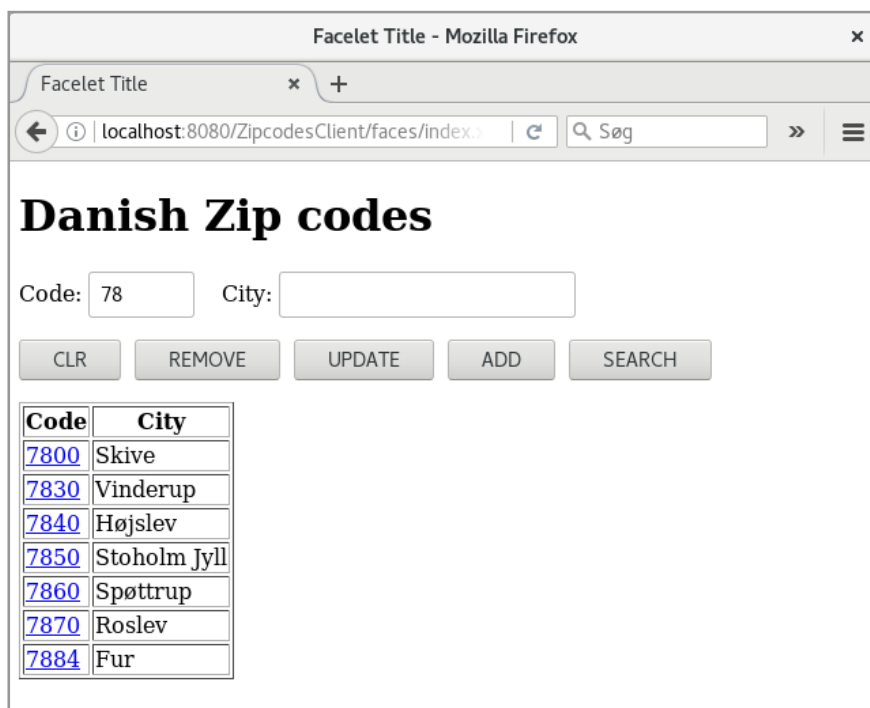 Facelet Title - Mozilla Firefox ×
Facelet Title × +
localhost:8080/ZipcodesClient/faces/index. Søg »
Danish Zip codes
Code: 78 City:
CLR REMOVE UPDATE ADD SEARCH
Code City
7800 Skive
7830 Vinderup
7840 Højslev
7850 Stoholm Jyll
7860 Spøttrup
7870 Roslev
7884 Fur